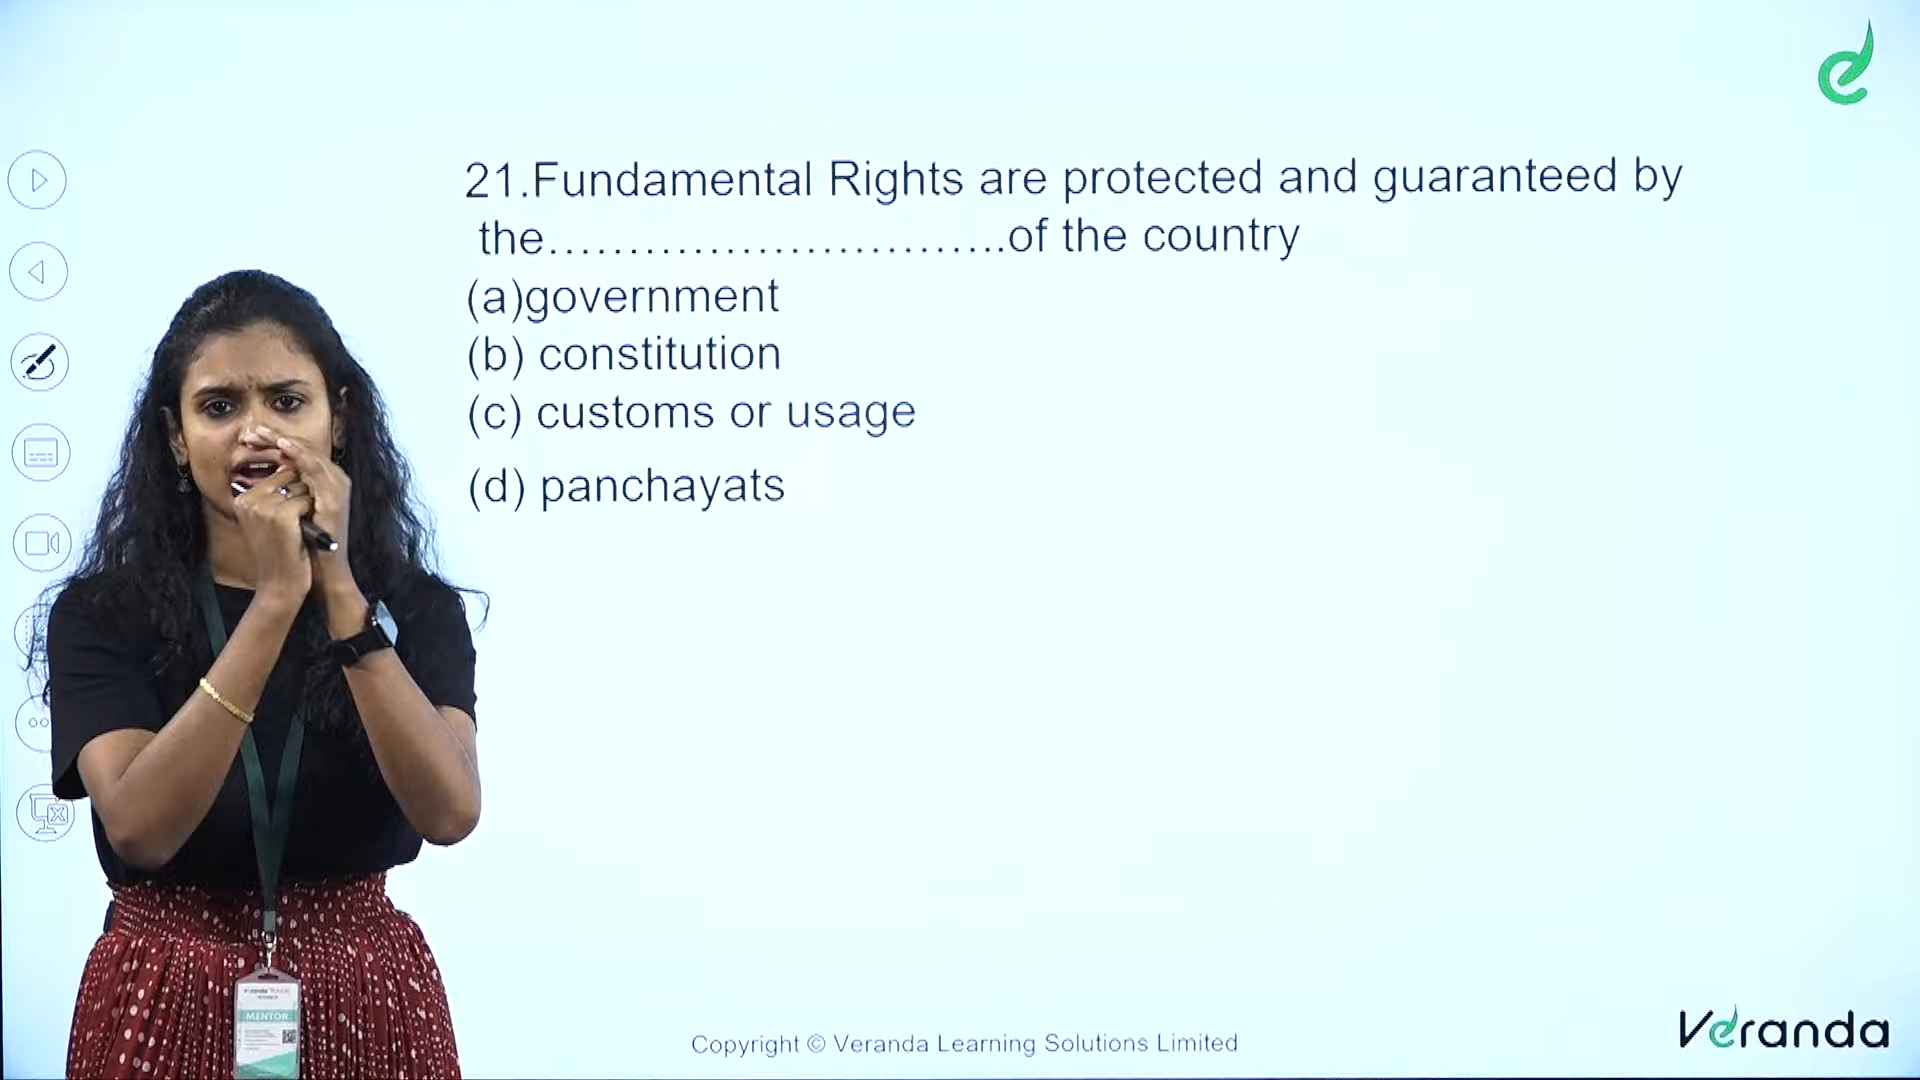 21.Fundamental Rights are protected and guaranteed by
the………………………….of the country
(a)government
(b) constitution
(c) customs or usage
(d) panchayats
MENTOR
Copyright © Veranda Learning Solutions Limited
Veranda